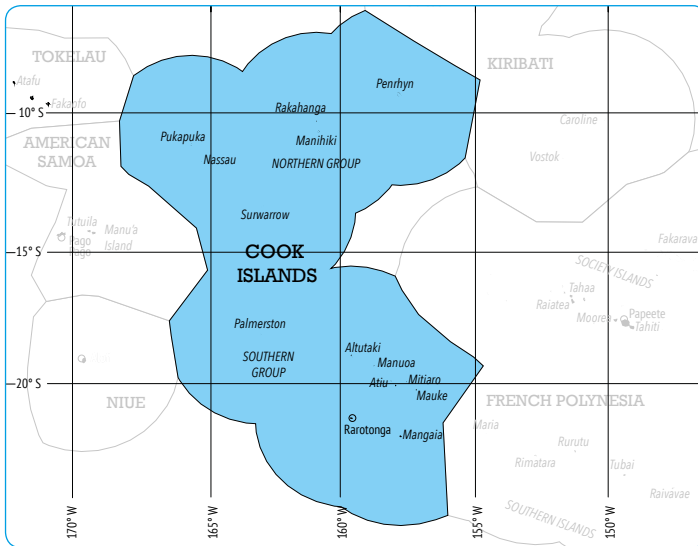 TOKELAU
KIRIBATI
Atafu
Fakaofo
Penrhyn
Rakahanga
10° S
Caroline
AMERICAN
SAMOA
Pukapuka
Manihiki
Nassau
NORTHERN GROUP
Vostok
Surwarrow
Tutuila
Manu'a
Island
Pago
Pago
Fakarava
15° S
COOK
ISLANDS
SOCIETY ISLANDS
Tahaa
Raiatea
Moorea
Papeete
Tahiti
Palmerston
Altutaki
SOUTHERN
GROUP
Manuoa
Atiu
Mitiaro
Mauke
20° S
NIUE
FRENCH POLYNESIA
Rarotonga
Mangaia
Maria
Rurutu
Rimatara
Tubai
Raivavae
SOUTHERN ISLANDS
170° W
165° W
160° W
155° W
150° W